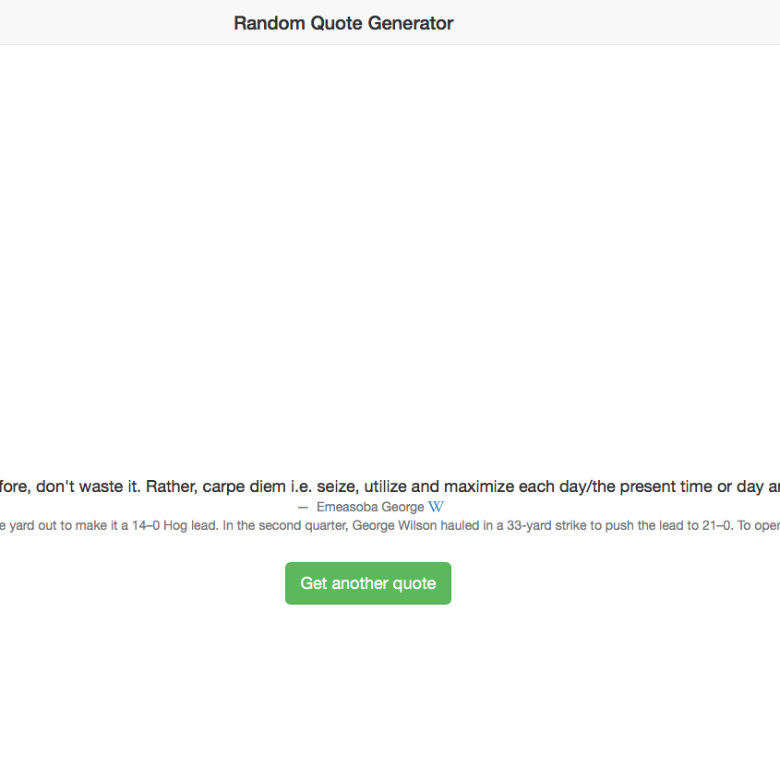 Random Quote Generator
fore, don't waste it. Rather, carpe diem i.e. seize, utilize and maximize each day/the present time or day
— Emeasoba George W
yard out to make it a 14–0 Hog lead. In the second quarter, George Wilson hauled in a 33-yard strike to push the lead to 21–0. To
Get another quote